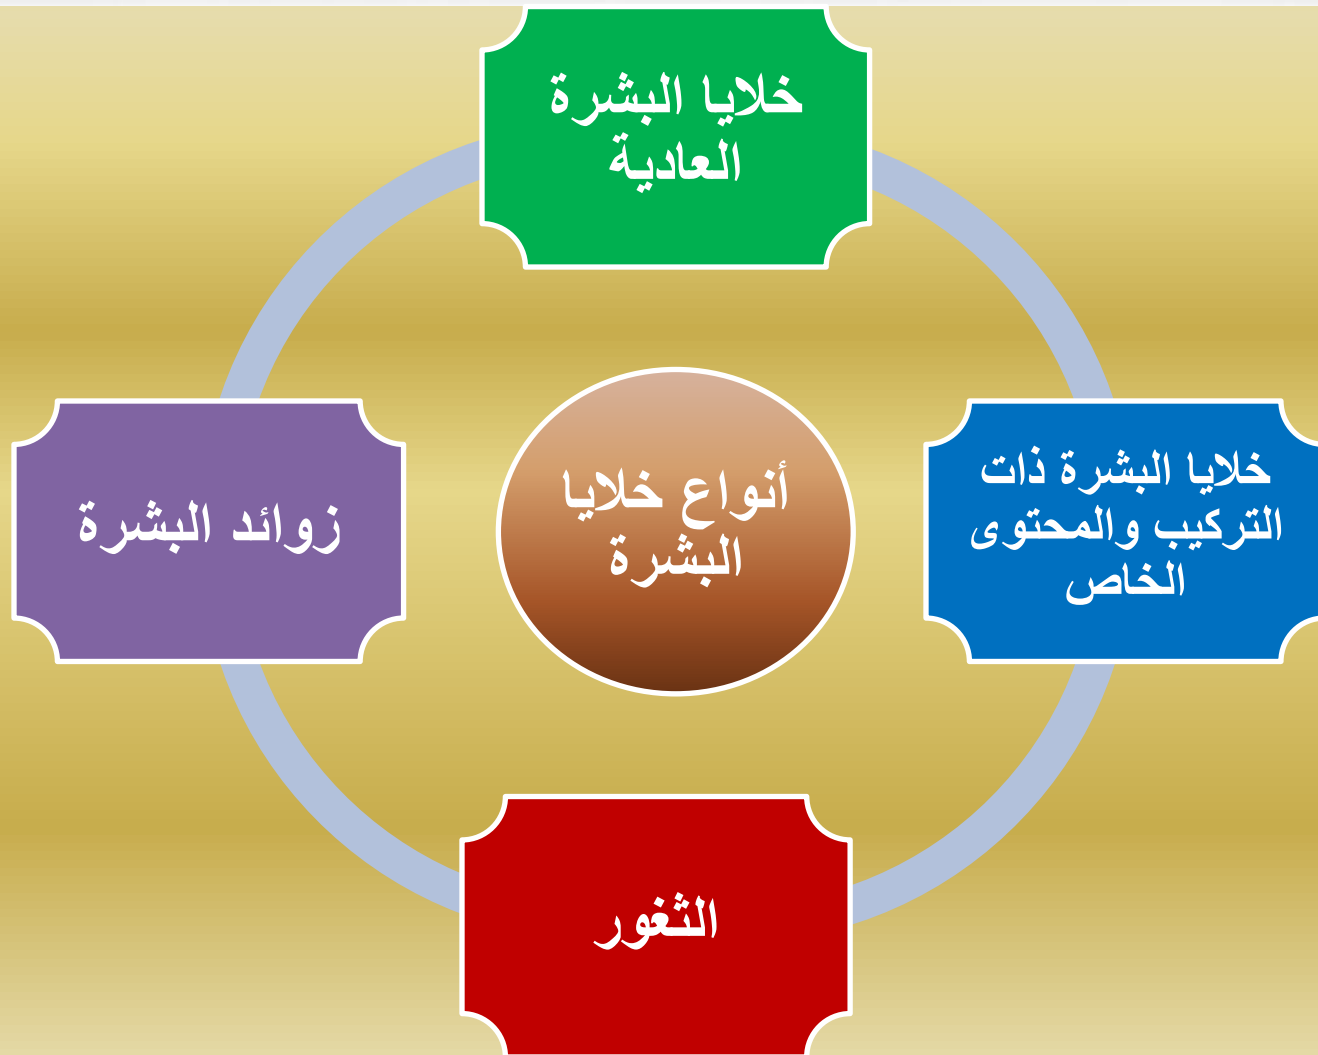 خلايا البشرة
العادية
أنواع خلايا
البشرة
خلايا البشرة ذات
التركيب والمحتوى
الخاص
زوائد البشرة
الثغور